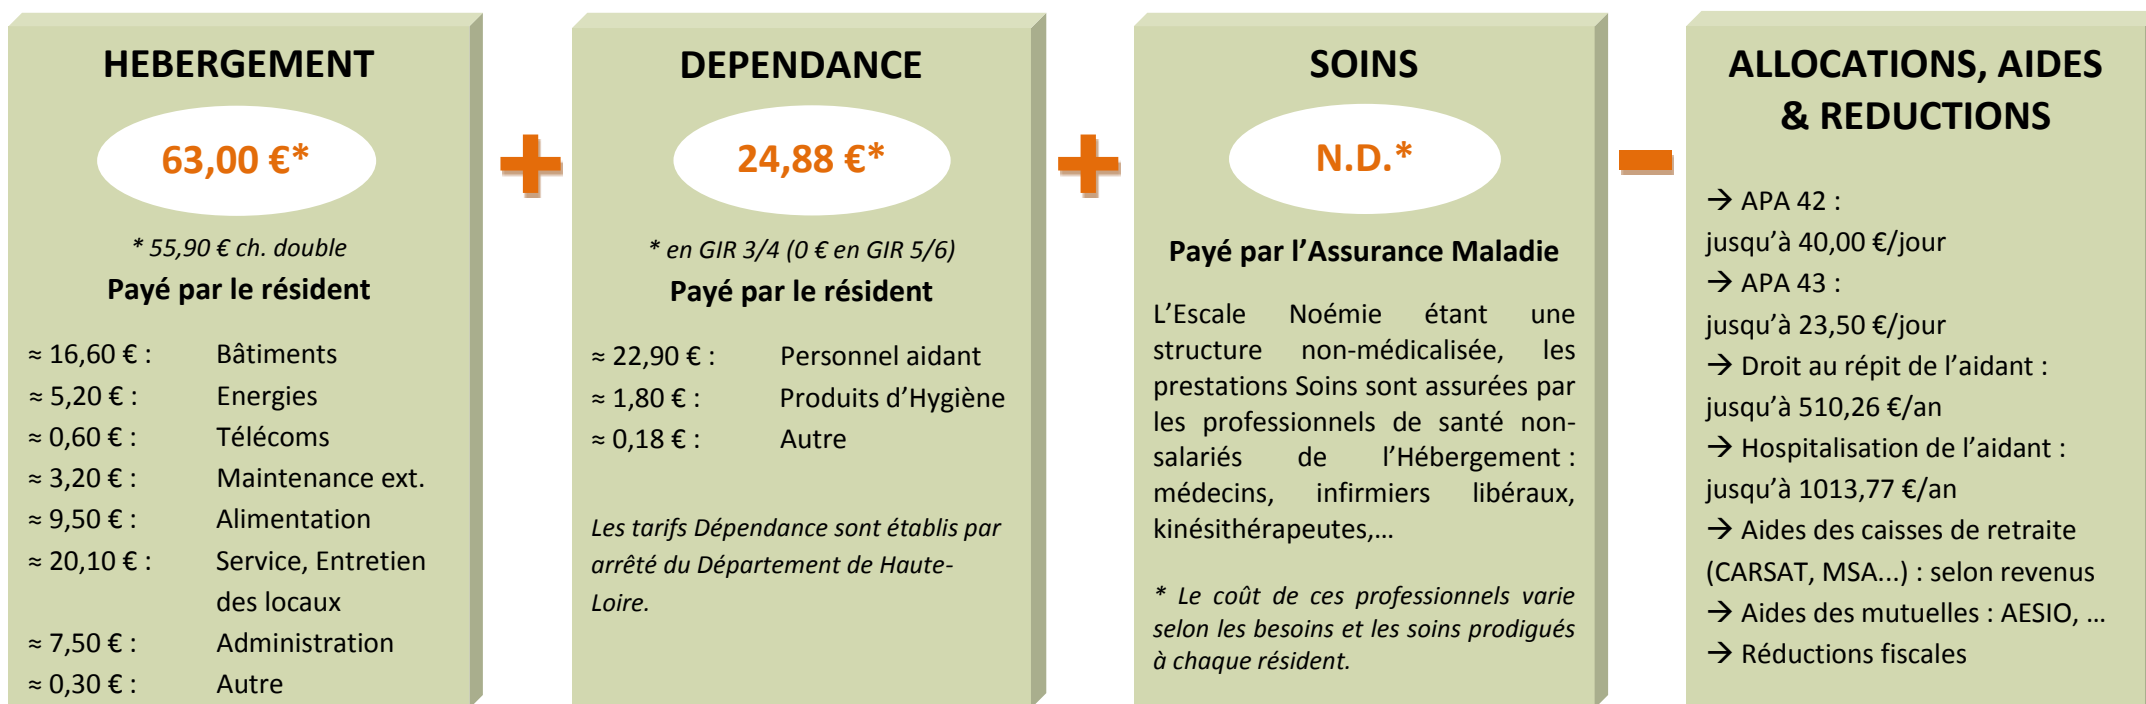 HEBERGEMENT
63,00 €*
* 55,90 € ch. double
Payé par le résident
≈ 16,60 € : Bâtiments
≈ 5,20 € : Energies
≈ 0,60 € : Télécoms
≈ 3,20 € : Maintenance ext.
≈ 9,50 € : Alimentation
≈ 20,10 € : Service, Entretien
des locaux
≈ 7,50 € : Administration
≈ 0,30 € : Autre
+
DEPENDANCE
24,88 €*
* en GIR 3/4 (0 € en GIR 5/6)
Payé par le résident
≈ 22,90 € : Personnel aidant
≈ 1,80 € : Produits d’Hygiène
≈ 0,18 € : Autre
Les tarifs Dépendance sont établis par
arrêté du Département de Haute-
Loire.
+
SOINS
N.D.*
Payé par l’Assurance Maladie
L’Escale Noémie étant une
structure non-médicalisée, les
prestations Soins sont assurées par
les professionnels de santé non-
salariés de l’Hébergement :
médecins, infirmiers libéraux,
kinésithérapeutes,…
* Le coût de ces professionnels varie
selon les besoins et les soins prodigués
à chaque résident.
-
ALLOCATIONS, AIDES
& REDUCTIONS
→ APA 42 :
jusqu’à 40,00 €/jour
→ APA 43 :
jusqu’à 23,50 €/jour
→ Droit au répit de l’aidant :
jusqu’à 510,26 €/an
→ Hospitalisation de l’aidant :
jusqu’à 1013,77 €/an
→ Aides des caisses de retraite
(CARSAT, MSA...) : selon revenus
→ Aides des mutuelles : AESIO, …
→ Réductions fiscales